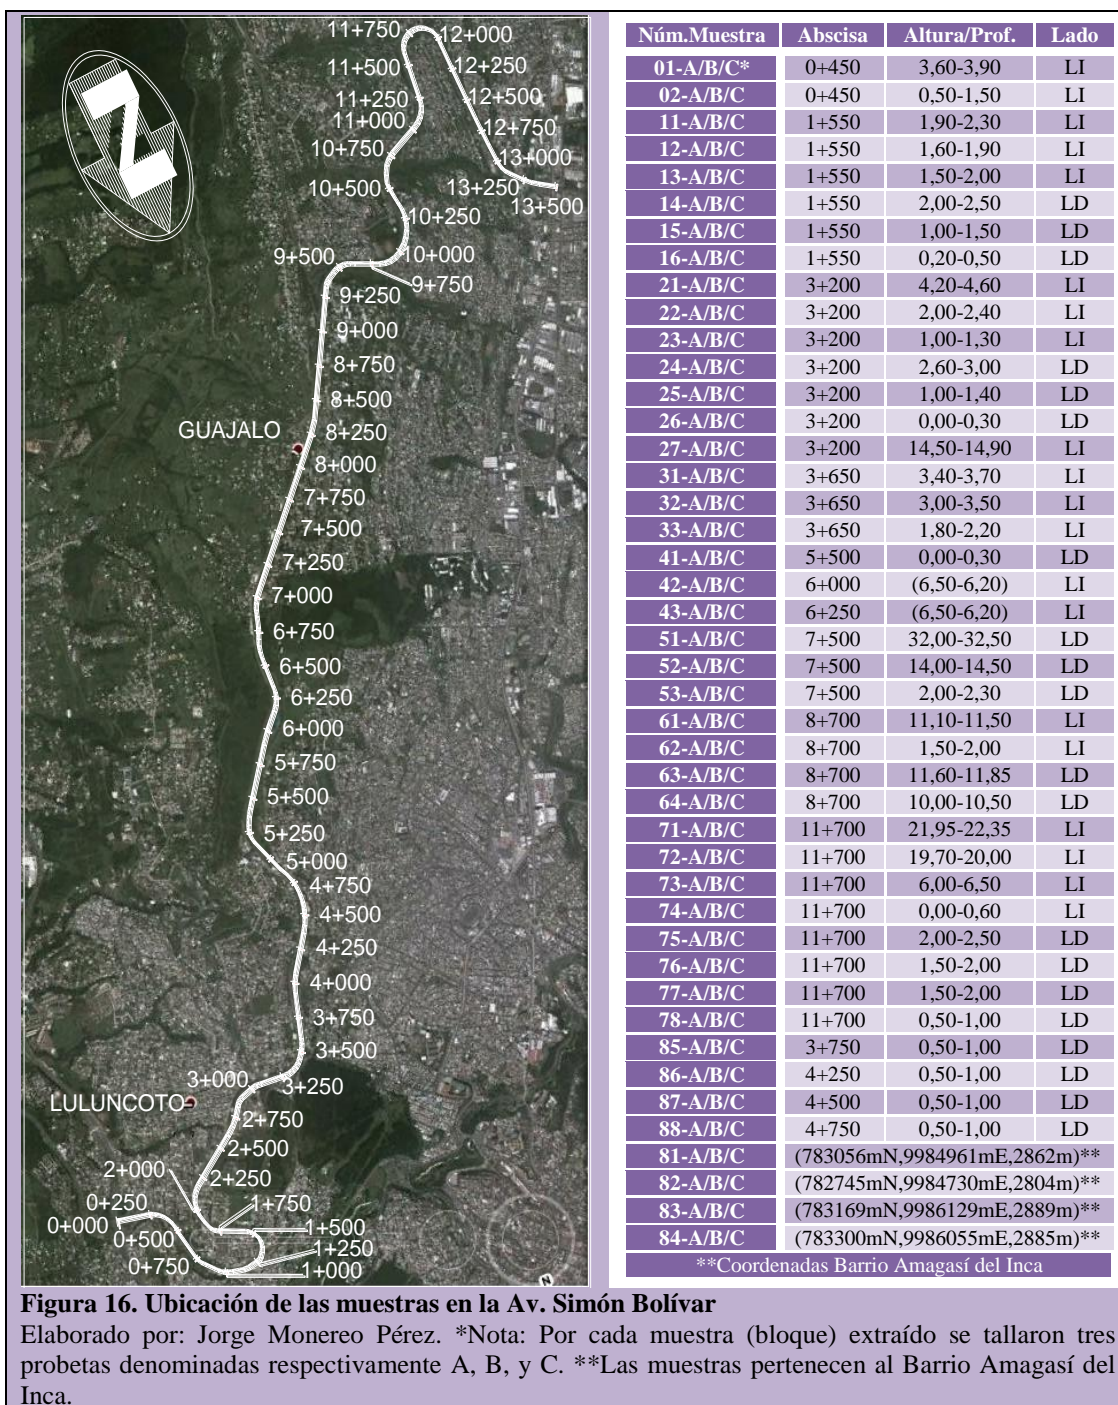 11+750
12+000
11+500
12+250
11+250
12+500
11+000
12+750
10+750
13+000
10+500
13+250
13+500
10+250
10+000
9+500
9+750
9+250
9+000
8+750
8+500
GUAJALO
8+250
8+000
7+750
7+500
7+250
7+000
6+750
6+500
6+250
6+000
5+750
5+500
5+250
5+000
4+750
4+500
4+250
4+000
3+750
3+500
3+000
3+250
LULUNCOTO
2+750
2+500
2+000
2+250
0+250
1+750
0+000
1+500
0+500
1+250
0+750
1+000
N
Núm.Muestra Abscisa Altura/Prof. Lado
01-A/B/C* 0+450 3,60-3,90 LI
02-A/B/C 0+450 0,50-1,50 LI
11-A/B/C 1+550 1,90-2,30 LI
12-A/B/C 1+550 1,60-1,90 LI
13-A/B/C 1+550 1,50-2,00 LI
14-A/B/C 1+550 2,00-2,50 LD
15-A/B/C 1+550 1,00-1,50 LD
16-A/B/C 1+550 0,20-0,50 LD
21-A/B/C 3+200 4,20-4,60 LI
22-A/B/C 3+200 2,00-2,40 LI
23-A/B/C 3+200 1,00-1,30 LI
24-A/B/C 3+200 2,60-3,00 LD
25-A/B/C 3+200 1,00-1,40 LD
26-A/B/C 3+200 0,00-0,30 LD
27-A/B/C 3+200 14,50-14,90 LI
31-A/B/C 3+650 3,40-3,70 LI
32-A/B/C 3+650 3,00-3,50 LI
33-A/B/C 3+650 1,80-2,20 LI
41-A/B/C 5+500 0,00-0,30 LD
42-A/B/C 6+000 (6,50-6,20) LI
43-A/B/C 6+250 (6,50-6,20) LI
51-A/B/C 7+500 32,00-32,50 LD
52-A/B/C 7+500 14,00-14,50 LD
53-A/B/C 7+500 2,00-2,30 LD
61-A/B/C 8+700 11,10-11,50 LI
62-A/B/C 8+700 1,50-2,00 LI
63-A/B/C 8+700 11,60-11,85 LD
64-A/B/C 8+700 10,00-10,50 LD
71-A/B/C 11+700 21,95-22,35 LI
72-A/B/C 11+700 19,70-20,00 LI
73-A/B/C 11+700 6,00-6,50 LI
74-A/B/C 11+700 0,00-0,60 LI
75-A/B/C 11+700 2,00-2,50 LD
76-A/B/C 11+700 1,50-2,00 LD
77-A/B/C 11+700 1,50-2,00 LD
78-A/B/C 11+700 0,50-1,00 LD
85-A/B/C 3+750 0,50-1,00 LD
86-A/B/C 4+250 0,50-1,00 LD
87-A/B/C 4+500 0,50-1,00 LD
88-A/B/C 4+750 0,50-1,00 LD
81-A/B/C (783056mN,9984961mE,2862m)**
82-A/B/C (782745mN,9984730mE,2804m)**
83-A/B/C (783169mN,9986129mE,2889m)**
84-A/B/C (783300mN,9986055mE,2885m)**
**Coordenadas Barrio Amagasí del Inca
Figura 16. Ubicación de las muestras en la Av. Simón Bolívar
Elaborado por: Jorge Monereo Pérez. *Nota: Por cada muestra (bloque) extraído se tallaron tres
probetas denominadas respectivamente A, B, y C. **Las muestras pertenecen al Barrio Amagasí del
Inca.